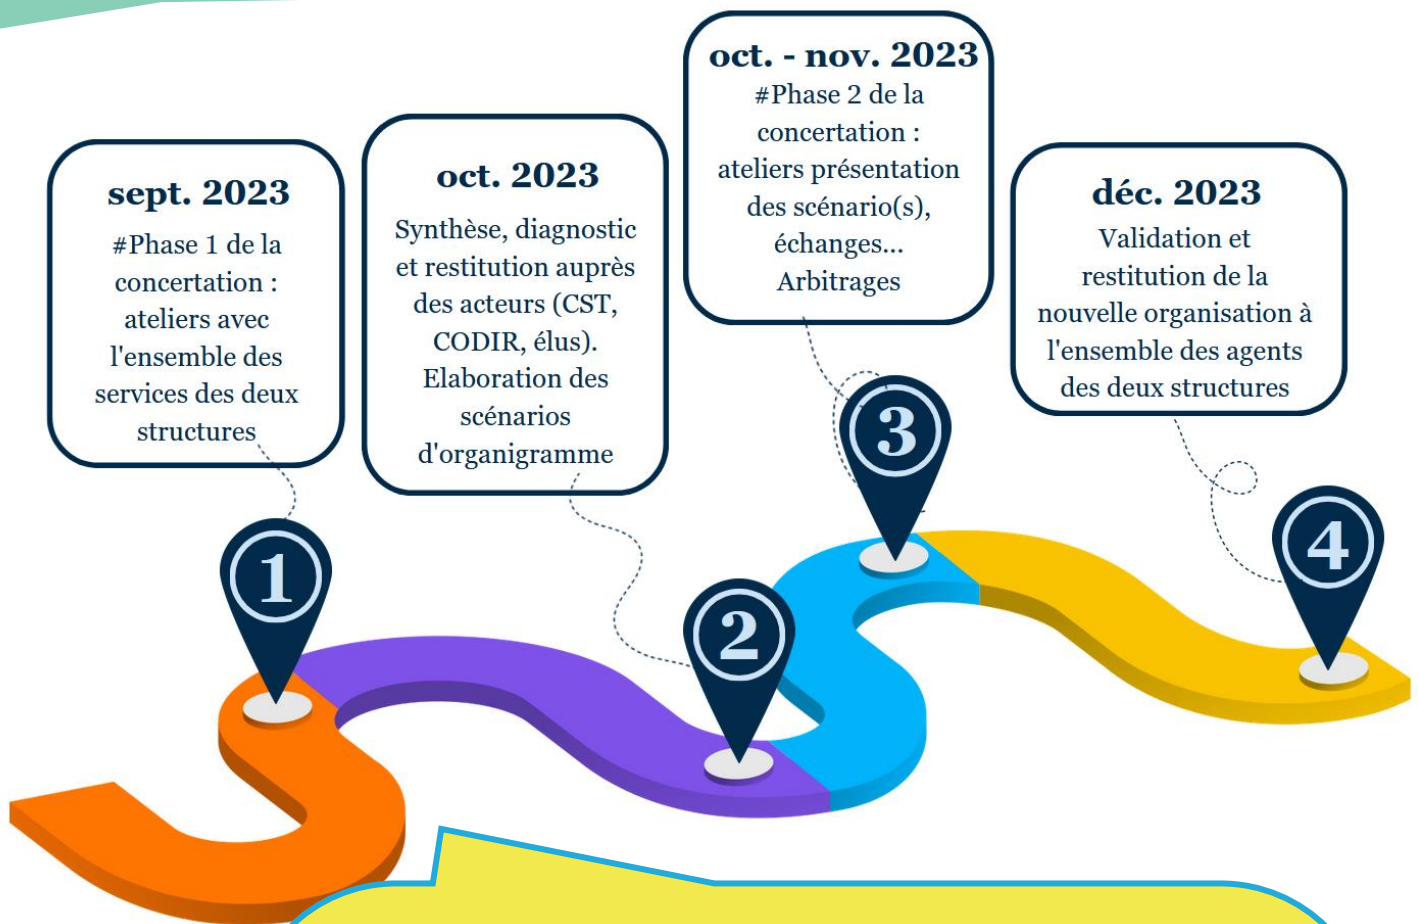 sept. 2023
#Phase 1 de la
concertation :
ateliers avec
l'ensemble des
services des deux
structures
oct. 2023
Synthèse, diagnostic
et restitution auprès
des acteurs (CST,
CODIR, élus).
Elaboration des
scénarios
d'organigramme
oct. - nov. 2023
#Phase 2 de la
concertation :
ateliers présentation
des scénario(s),
échanges...
Arbitrages
déc. 2023
Validation et
restitution de la
nouvelle organisation à
l'ensemble des agents
des deux structures
1
2
3
4